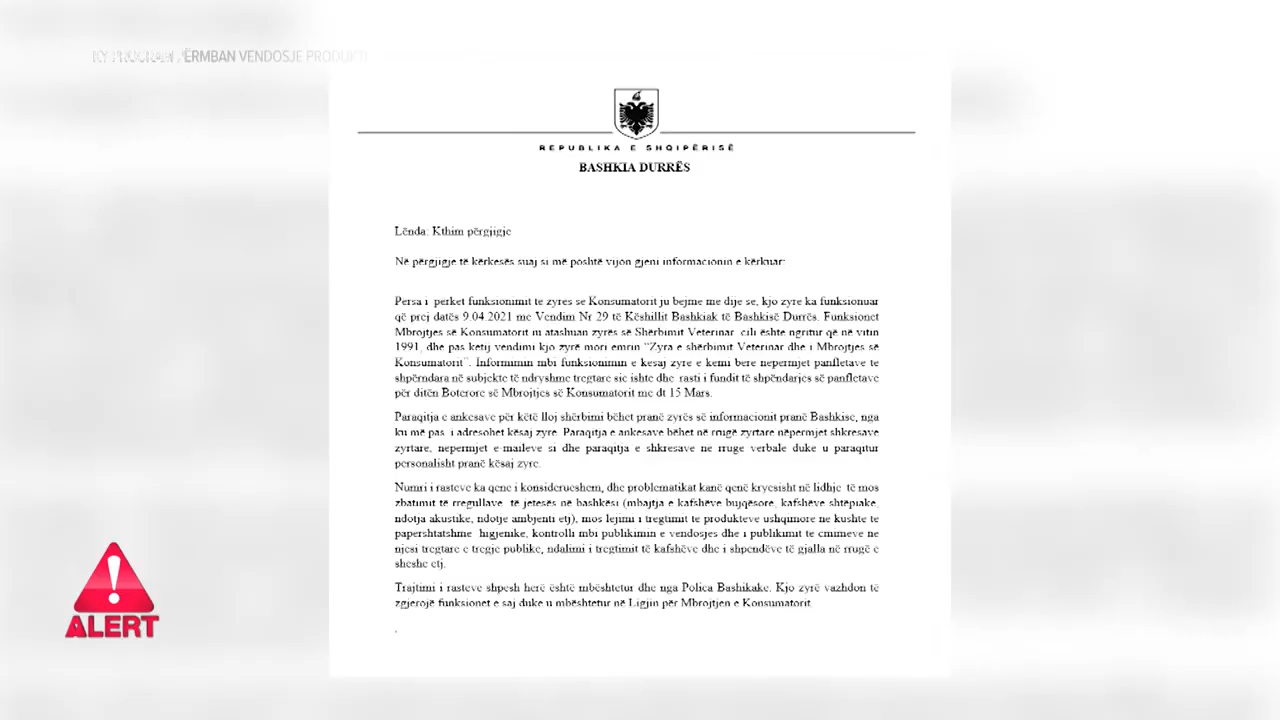 KY PROGRAM PËRMBAN VENDOSJE PRODUKTI
REPUBLIKA E SHQIPËRISË
BASHKIA DURRËS
Lënda: Kthim përgjigje
Në përgjigje të kërkesës suaj si më poshtë vijon gjeni informacionin e kërkuar:
Persa i perket funksionimit te zyres se Konsumatorit ju bejme me dije se, kjo zyre ka funksionuar
që prej datës 9.04.2021 me Vendim Nr 29 të Këshillit Bashkiak të Bashkisë Durrës. Funksionet
Mbrojtjes së Konsumatorit iu atashuan zyrës së Shërbimit Veterinar cili është ngritur që në vitin
1991, dhe pas ketij vendimi kjo zyre mori emrin "Zyra e shërbimit Veterinar dhe i Mbrojtjes së
Konsumatorit". Informimin mbi funksionimin e kesaj zyre e kemi bere nepermjet panfletave te
shpërndara në subjekte të ndryshme tregtare sic ishte dhe rasti i fundit të shpëndarjes së panfletave
për ditën Boterore së Mbrojtjes së Konsumatorit me dt 15 Mars.
Paraqitja e ankesave për këtë lloj shërbimi bëhet pranë zyrës së informacionit pranë Bashkise, nga
ku më pas i adresohet kësaj zyre. Paraqitja e ankesave bëhet në rrugë zyrtare nëpermjet shkresave
zyrtare, nepermjet e-maileve si dhe paraqitja e shkresave ne rruge verbale duke u paraqitur
personalisht pranë kësaj zyre.
Numri i rasteve ka qene i konsiderueshem, dhe problematikat kanë qenë kryesisht në lidhje të mos
zbatimit të rregullave të jetesës në bashkësi (mbajtja e kafshëve bujqësore, kafshëve shtëpiake,
ndotja akustike, ndotje ambjenti etj), mos lejimi i tregtimit te produkteve ushqimore ne kushte te
papershtatshme higjenike, kontrolli mbi publikimin e vendosjes dhe i publikimit te cmimeve ne
njesi tregtare e tregje publike, ndalimi i tregtimit të kafshëve dhe i shpendëve të gjalla në rrugë e
sheshe etj.
Trajtimi i rasteve shpesh herë është mbështetur dhe nga Polica Bashikake. Kjo zyrë vazhdon të
zgjerojë funksionet e saj duke u mbështetur në Ligjin për Mbrojtjen e Konsumatorit.
ALERT